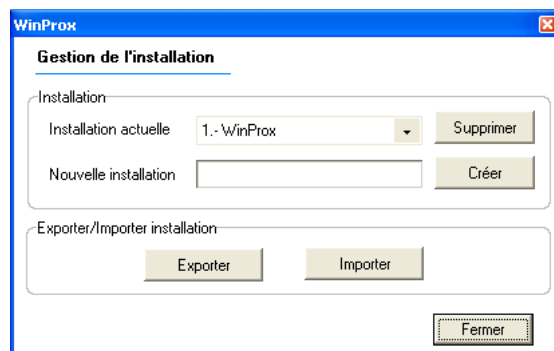 WinProx
Gestion de l'installation
Installation
Installation actuelle 1.- WinProx Supprimer
Nouvelle installation Créer
Exporter/Importer installation
Exporter Importer
Fermer